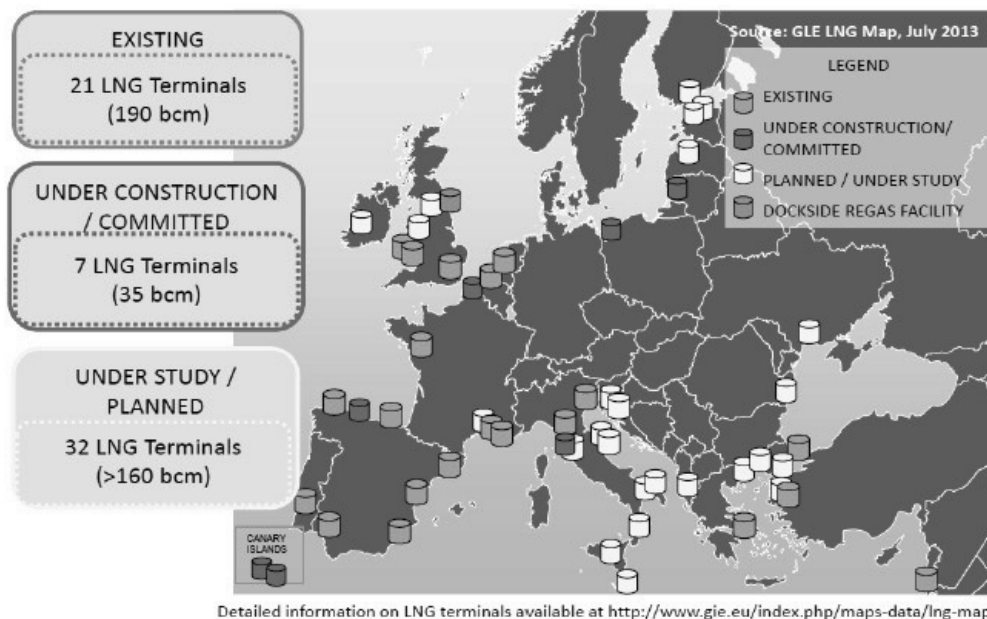 EXISTING
21 LNG Terminals
(190 bcm)
UNDER CONSTRUCTION
/ COMMITTED
7 LNG Terminals
(35 bcm)
UNDER STUDY /
PLANNED
32 LNG Terminals
(>160 bcm)
Source: GLE LNG Map, July 2013
LEGEND
EXISTING
UNDER CONSTRUCTION/
COMMITTED
PLANNED / UNDER STUDY
DOCKSIDE REGAS FACILITY
CANARY
ISLANDS
Detailed information on LNG terminals available at http://www.gie.eu/index.php/maps-data/lng-map